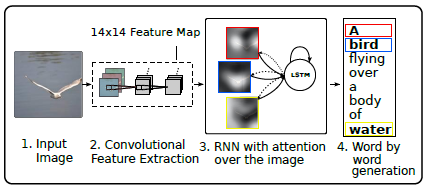 14x14 Feature Map
LSTM
A
bird
flying
over
a
body
of
water
1. Input
Image
2. Convolutional
Feature Extraction
3. RNN with attention
over the image
4. Word by
word
generation